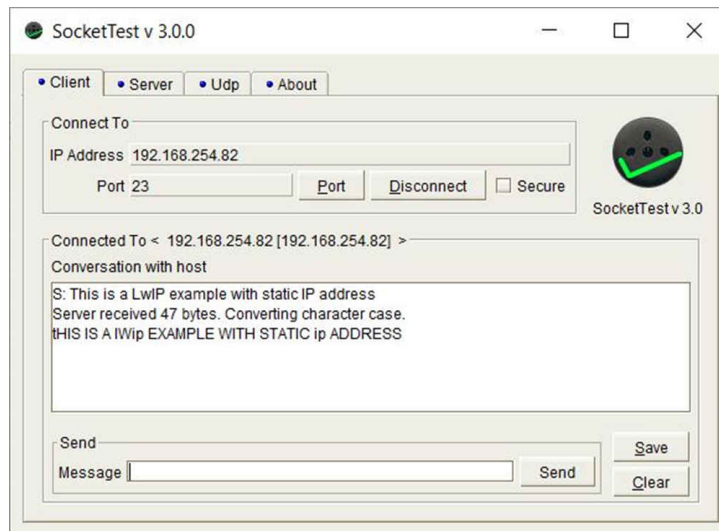 SocketTest v 3.0.0
Client Server Udp About
Connect To
IP Address 192.168.254.82
Port 23 Port Disconnect Secure
SocketTest v 3.0
Connected To < 192.168.254.82 [192.168.254.82] >
Conversation with host
S: This is a LwIP example with static IP address
Server received 47 bytes. Converting character case.
tHIS IS A lWip EXAMPLE WITH STATIC ip ADDRESS
Send
Message Send
Save
Clear